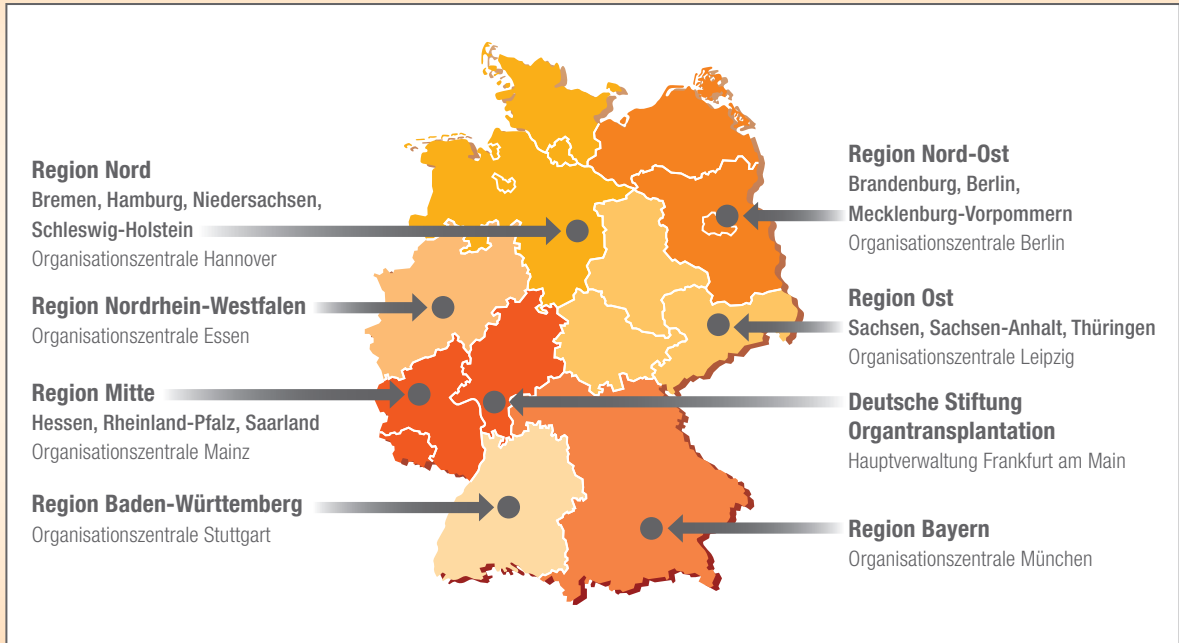 Region Nord
Bremen, Hamburg, Niedersachsen,
Schleswig-Holstein
Organisationszentrale Hannover
Region Nordrhein-Westfalen
Organisationszentrale Essen
Region Mitte
Hessen, Rheinland-Pfalz, Saarland
Organisationszentrale Mainz
Region Baden-Württemberg
Organisationszentrale Stuttgart
Region Nord-Ost
Brandenburg, Berlin,
Mecklenburg-Vorpommern
Organisationszentrale Berlin
Region Ost
Sachsen, Sachsen-Anhalt, Thüringen
Organisationszentrale Leipzig
Deutsche Stiftung
Organtransplantation
Hauptverwaltung Frankfurt am Main
Region Bayern
Organisationszentrale München